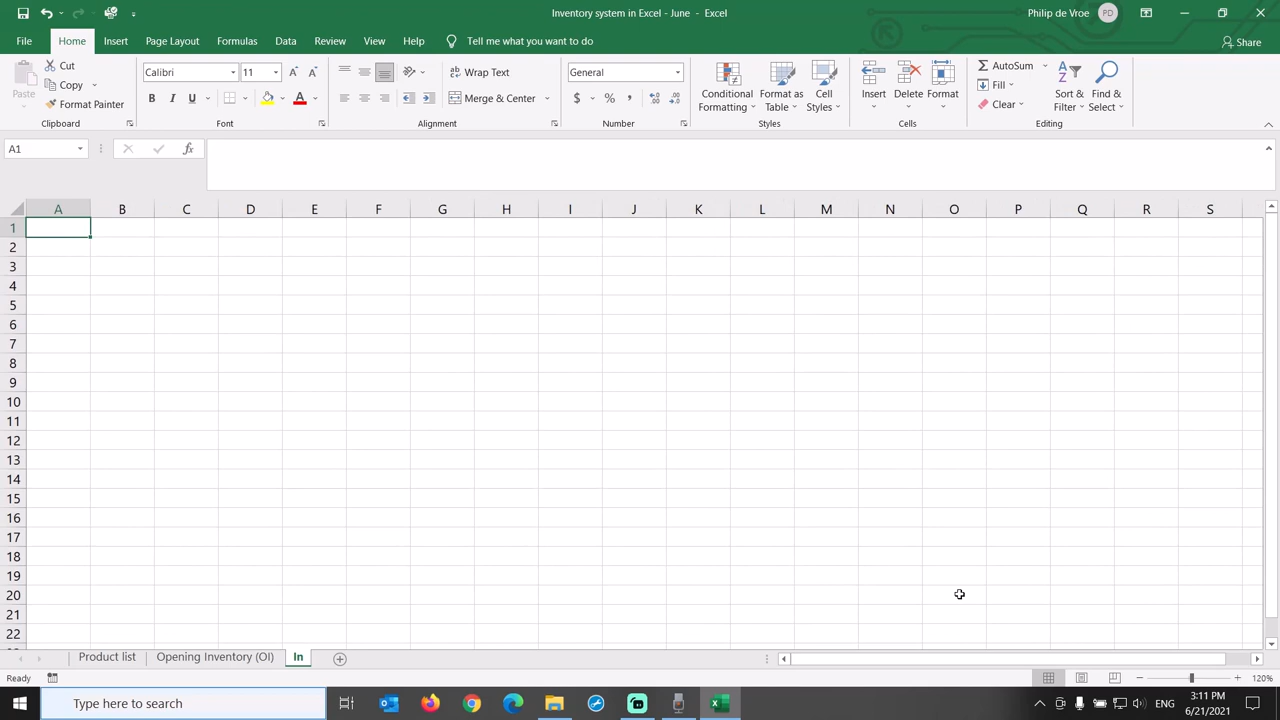 Inventory system in Excel - June - Excel
Philip de Vroe
PD
File
Home
Insert
Page Layout
Formulas
Data
Review
View
Help
Tell me what you want to do
Share
Paste
Cut
Copy
Format Painter
Clipboard
Calibri
11
A
A
B
I
U
A
Font
Wrap Text
Merge & Center
Alignment
General
$
%
Number
Conditional
Formatting
Format as
Table
Cell
Styles
Styles
Insert
Delete
Format
Cells
AutoSum
Fill
Clear
Sort &
Filter
Find &
Select
Editing
A1
fx
A B C D E F G H I J K L M N O P Q R S
1
2
3
4
5
6
7
8
9
10
11
12
13
14
15
16
17
18
19
20
21
22
Product list
Opening Inventory (OI)
In
Ready
120%
Type here to search
ENG
3:11 PM
6/21/2021